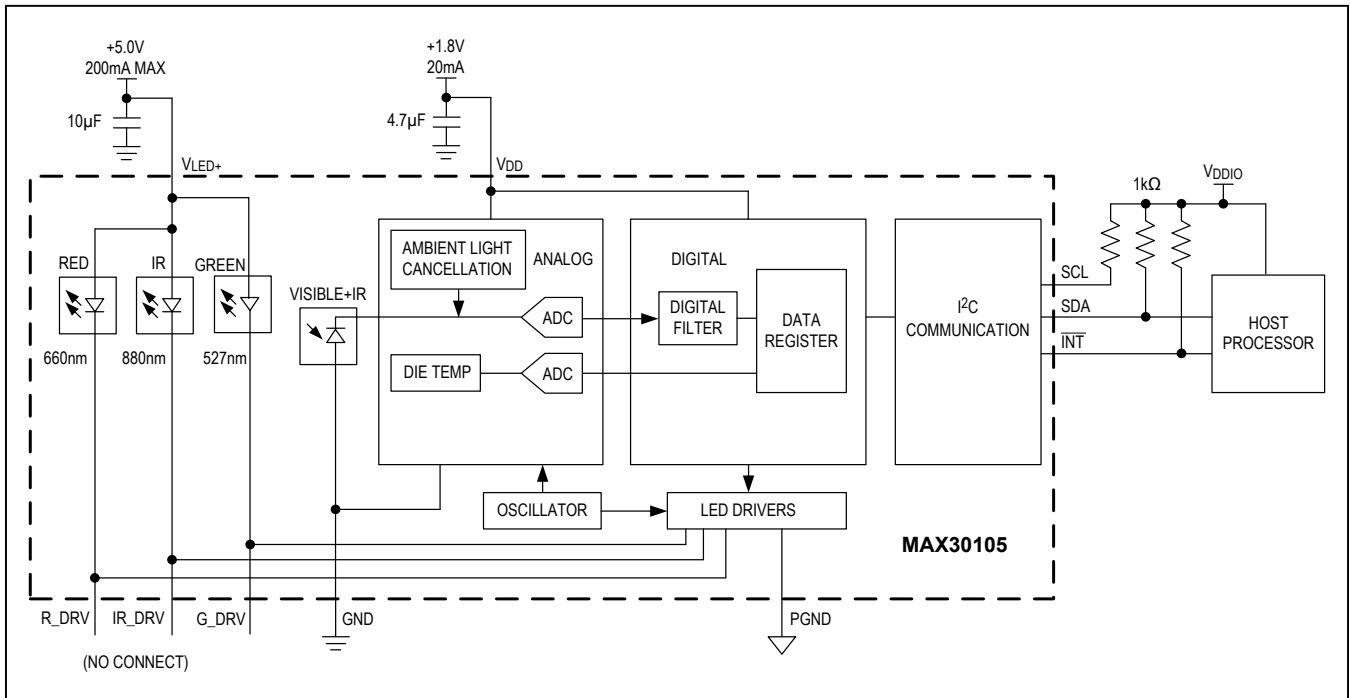 +5.0V
200mA MAX
10µF
VLED+
+1.8V
20mA
4.7µF
VDD
RED
IR
GREEN
660nm
880nm
527nm
VISIBLE+IR
AMBIENT LIGHT
CANCELLATION
ANALOG
ADC
DIE TEMP
ADC
DIGITAL
DIGITAL
FILTER
DATA
REGISTER
I²C
COMMUNICATION
SCL
SDA
INT
1kΩ
VDDIO
HOST
PROCESSOR
OSCILLATOR
LED DRIVERS
MAX30105
R_DRV
IR_DRV
G_DRV
GND
PGND
(NO CONNECT)